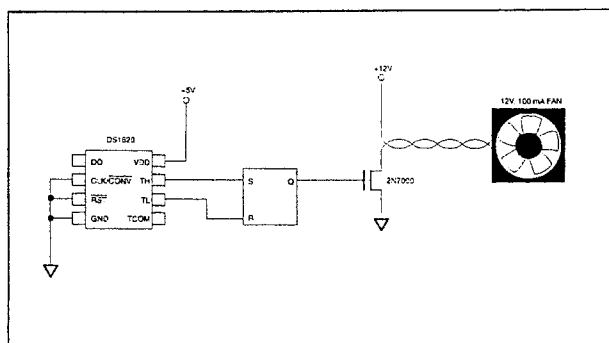 +12V
+5V
12V, 100 mA FAN
DS1620
DQ VDD
CLK/CONV TH
RST TL
GND TCOM
S Q
R
2N7000